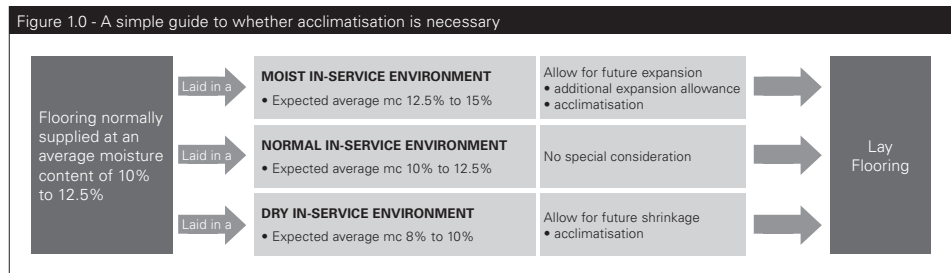 Figure 1.0 - A simple guide to whether acclimatisation is necessary
Flooring normally
supplied at an
average moisture
content of 10%
to 12.5%
Laid in a
MOIST IN-SERVICE ENVIRONMENT
• Expected average mc 12.5% to 15%
Allow for future expansion
• additional expansion allowance
• acclimatisation
Laid in a
NORMAL IN-SERVICE ENVIRONMENT
• Expected average mc 10% to 12.5%
No special consideration
Laid in a
DRY IN-SERVICE ENVIRONMENT
• Expected average mc 8% to 10%
Allow for future shrinkage
• acclimatisation
Lay
Flooring